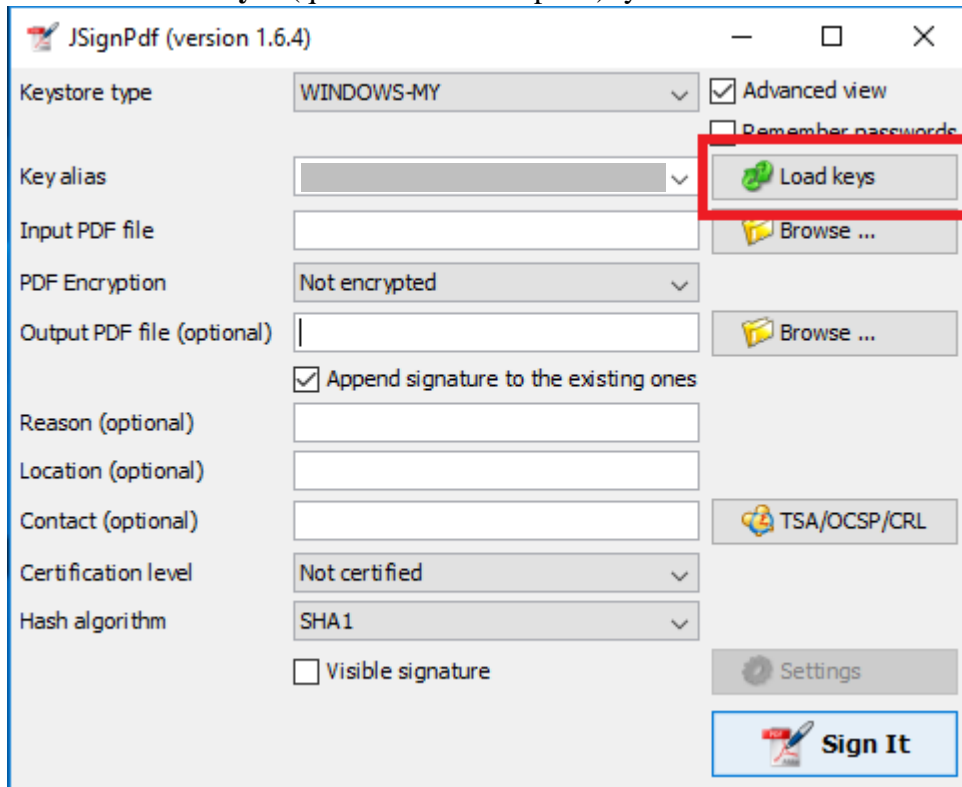 JSignPdf (version 1.6.4)
Keystore type WINDOWS-MY Advanced view
Remember passwords
Key alias Load keys
Input PDF file Browse ...
PDF Encryption Not encrypted
Output PDF file (optional) Browse ...
Append signature to the existing ones
Reason (optional)
Location (optional)
Contact (optional) TSA/OCSP/CRL
Certification level Not certified
Hash algorithm SHA1
Visible signature Settings
Sign It